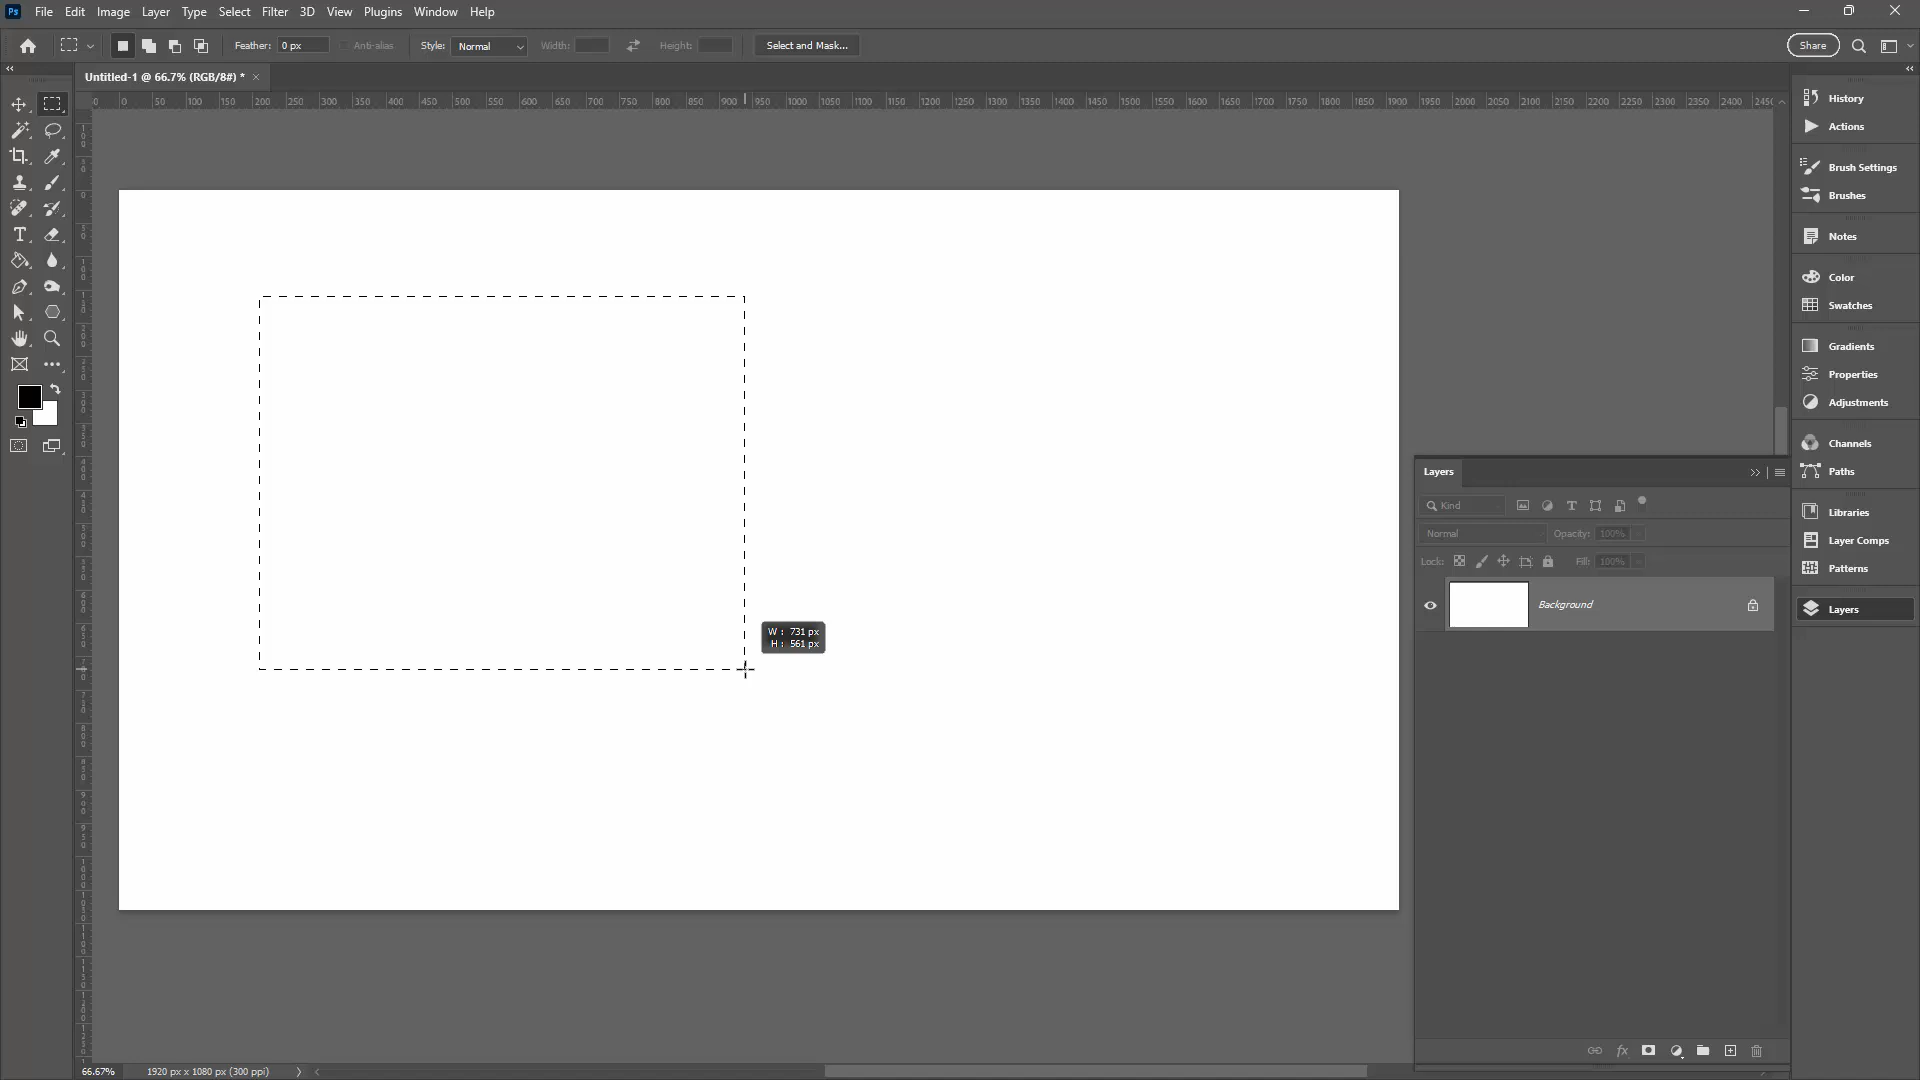 Ps File Edit Image Layer Type Select Filter 3D View Plugins Window Help
Feather: 0 px Anti-alias Style: Normal Width: Height: Select and Mask... Share
Untitled-1 @ 66.7% (RGB/8#) * ×
0 50 100 150 200 250 300 350 400 450 500 550 600 650 700 750 800 850 900 950 1000 1050 1100 1150 1200 1250 1300 1350 1400 1450 1500 1550 1600 1650 1700 1750 1800 1850 1900 1950 2000 2050 2100 2150 2200 2250 2300 2350 2400
History
Actions
Brush Settings
Brushes
Notes
Color
Swatches
Gradients
Properties
Adjustments
Channels
Paths
Libraries
Layer Comps
Patterns
Layers
W : 731 px
H : 561 px
Layers
Kind
Normal Opacity: 100%
Lock: Fill: 100%
Background
fx
66.67% 1920 px x 1080 px (300 ppi)